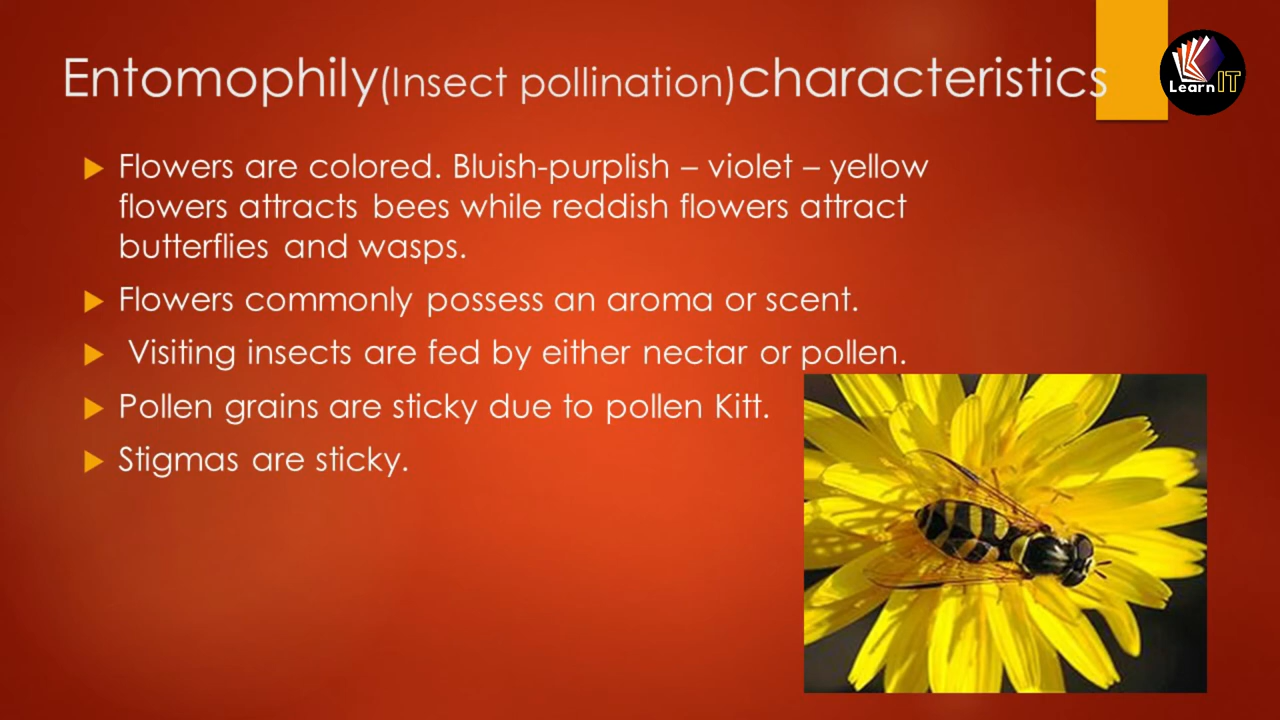 Entomophily(Insect pollination)characteristics
Learn IT
Flowers are colored. Bluish-purplish – violet – yellow
flowers attracts bees while reddish flowers attract
butterflies and wasps.
Flowers commonly possess an aroma or scent.
Visiting insects are fed by either nectar or pollen.
Pollen grains are sticky due to pollen Kitt.
Stigmas are sticky.